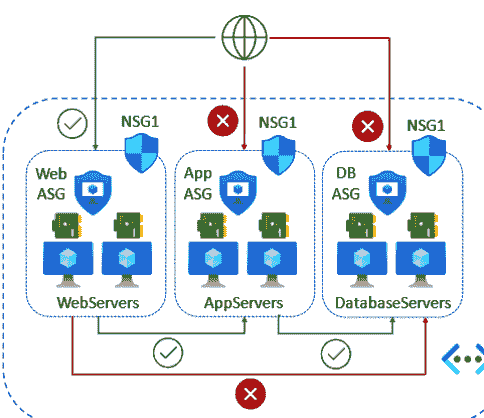 NSG1
NSG1
NSG1
Web
ASG
App
ASG
DB
ASG
WebServers
AppServers
DatabaseServers